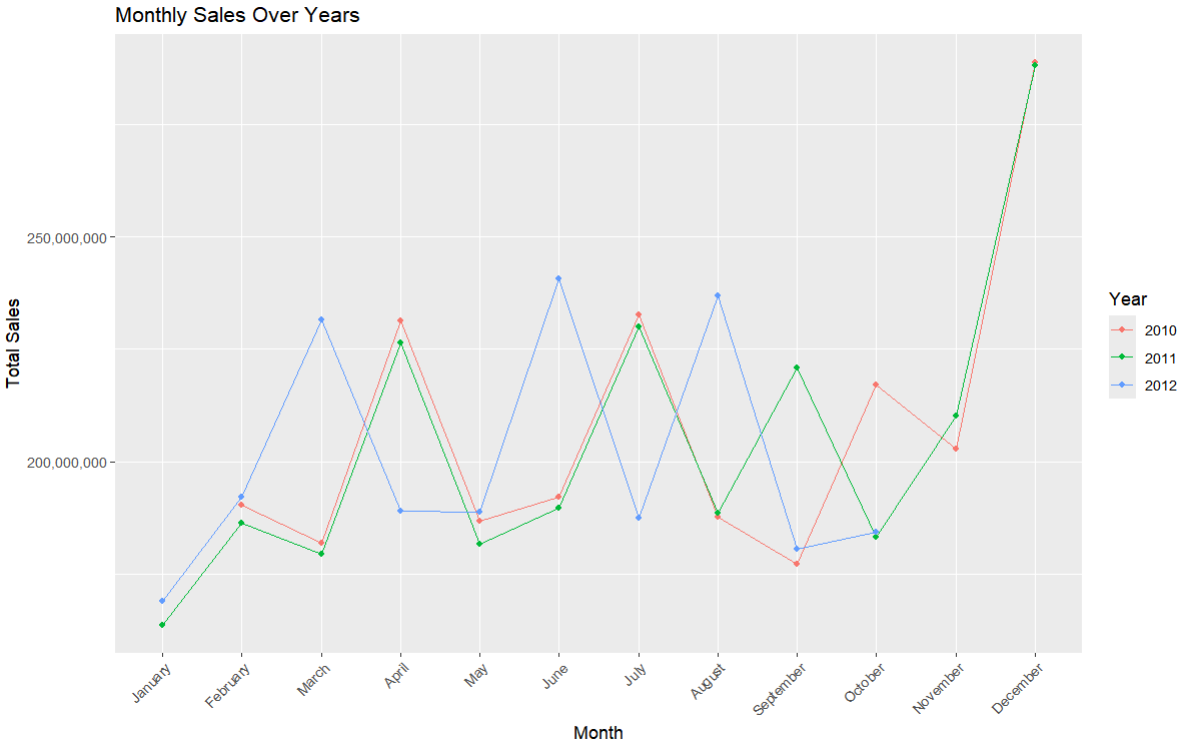 Monthly Sales Over Years
Total Sales
250,000,000
200,000,000
January
February
March
April
May
June
July
August
September
October
November
December
Month
Year
2010
2011
2012